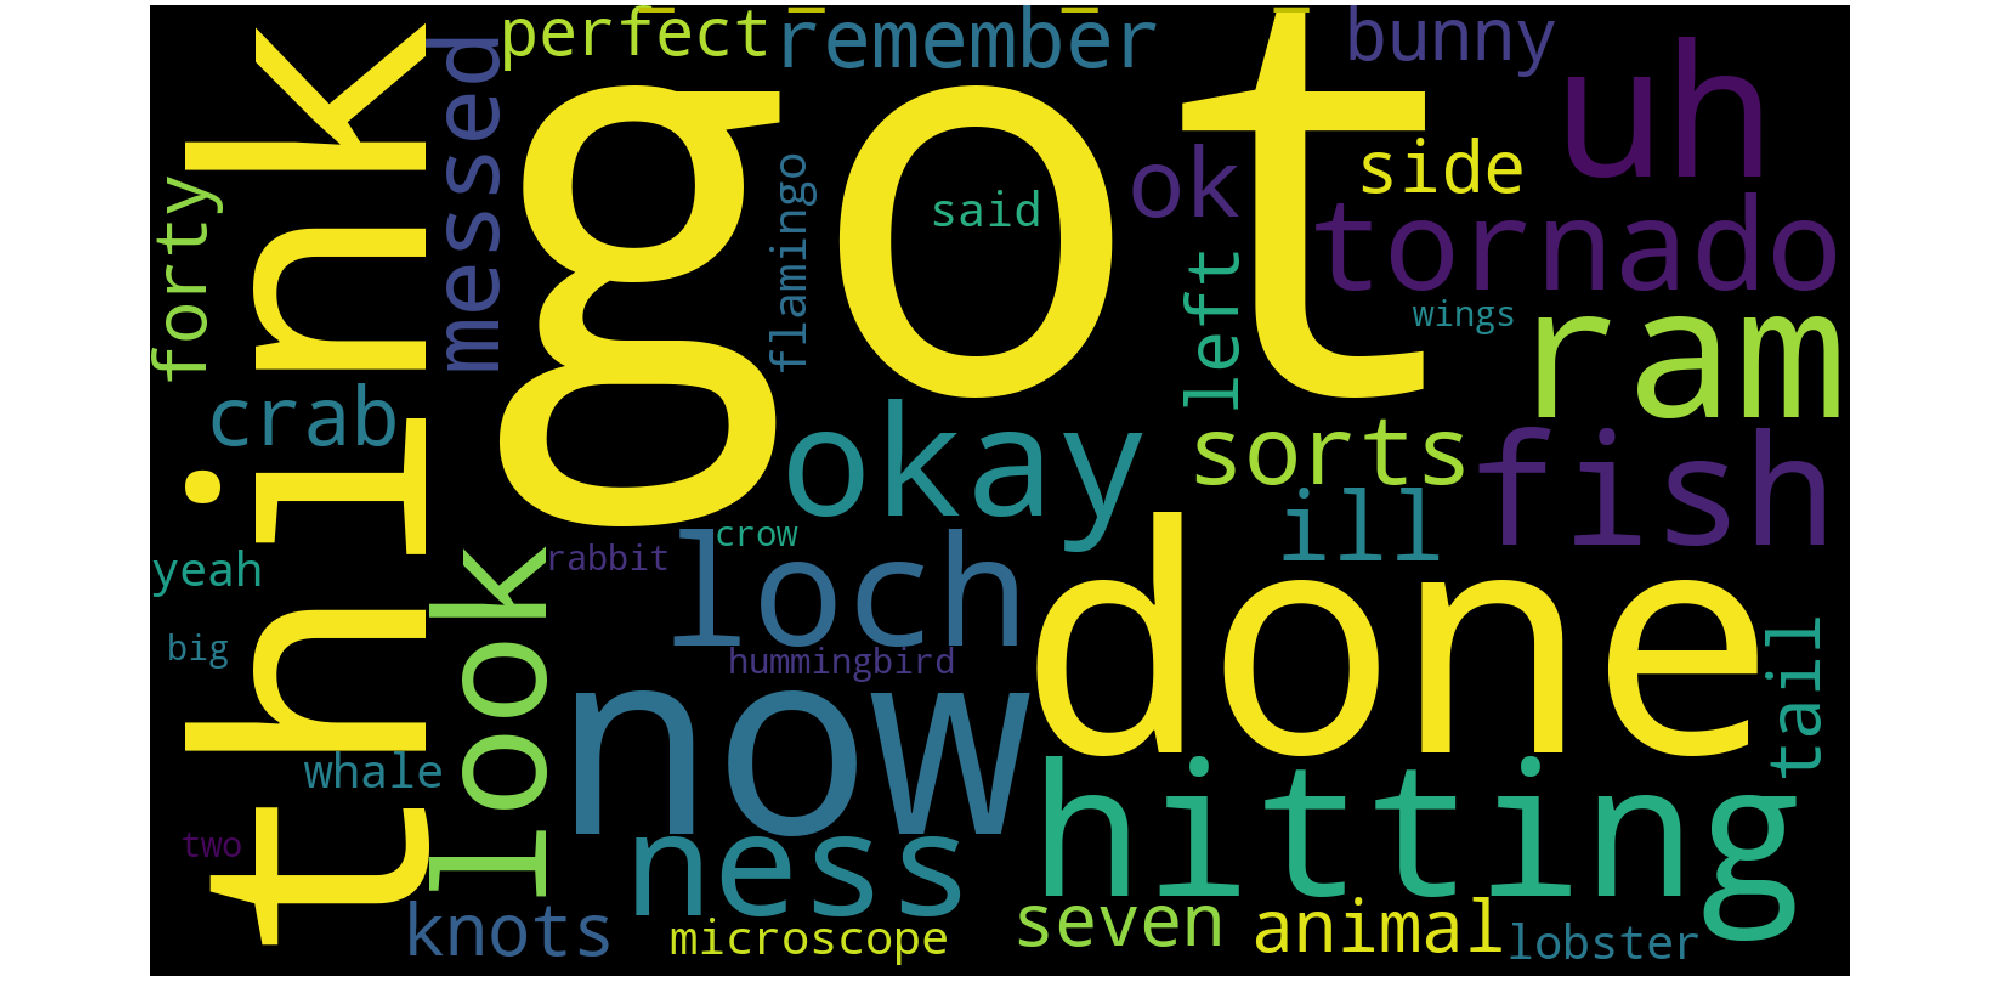 perfect
remember
bunny
uh
think
messed
got
ok
side
forty
flamingo
said
left
tornado
wings
ram
crab
okay
sorts
fish
yeah
rabbit
crow
loch
ill
done
big
look
hummingbird
now
tail
whale
hitting
two
ness
knots
microscope
seven
animal
lobster